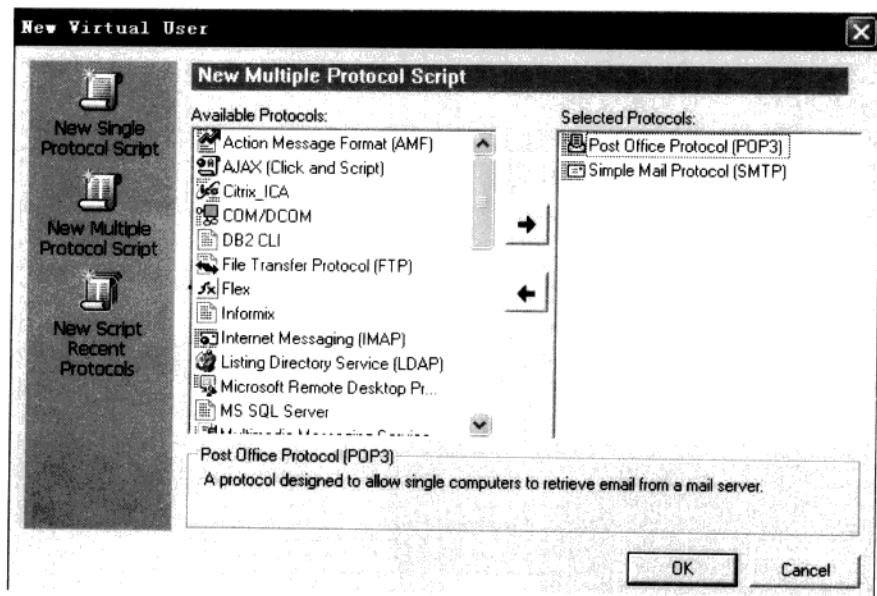 New Virtual User
New Single
Protocol Script
New Multiple
Protocol Script
New Script
Recent
Protocols
New Multiple Protocol Script
Available Protocols:
Action Message Format (AMF)
AJAX (Click and Script)
Citrix_ICA
COM/DCOM
DB2 CLI
File Transfer Protocol (FTP)
Flex
Informix
Internet Messaging (IMAP)
Listing Directory Service (LDAP)
Microsoft Remote Desktop Pr...
MS SQL Server
Selected Protocols:
Post Office Protocol (POP3)
Simple Mail Protocol (SMTP)
Post Office Protocol (POP3)
A protocol designed to allow single computers to retrieve email from a mail server.
OK
Cancel